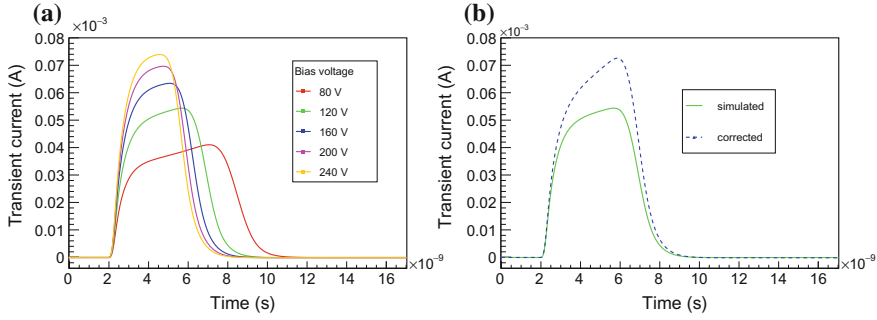 (a)
×10⁻³
Transient current (A)
0.08
0.07
0.06
0.05
0.04
0.03
0.02
0.01
0
Bias voltage
80 V
120 V
160 V
200 V
240 V
0 2 4 6 8 10 12 14 16
×10⁻⁹
Time (s)
(b)
×10⁻³
Transient current (A)
0.08
0.07
0.06
0.05
0.04
0.03
0.02
0.01
0
simulated
corrected
0 2 4 6 8 10 12 14 16
×10⁻⁹
Time (s)